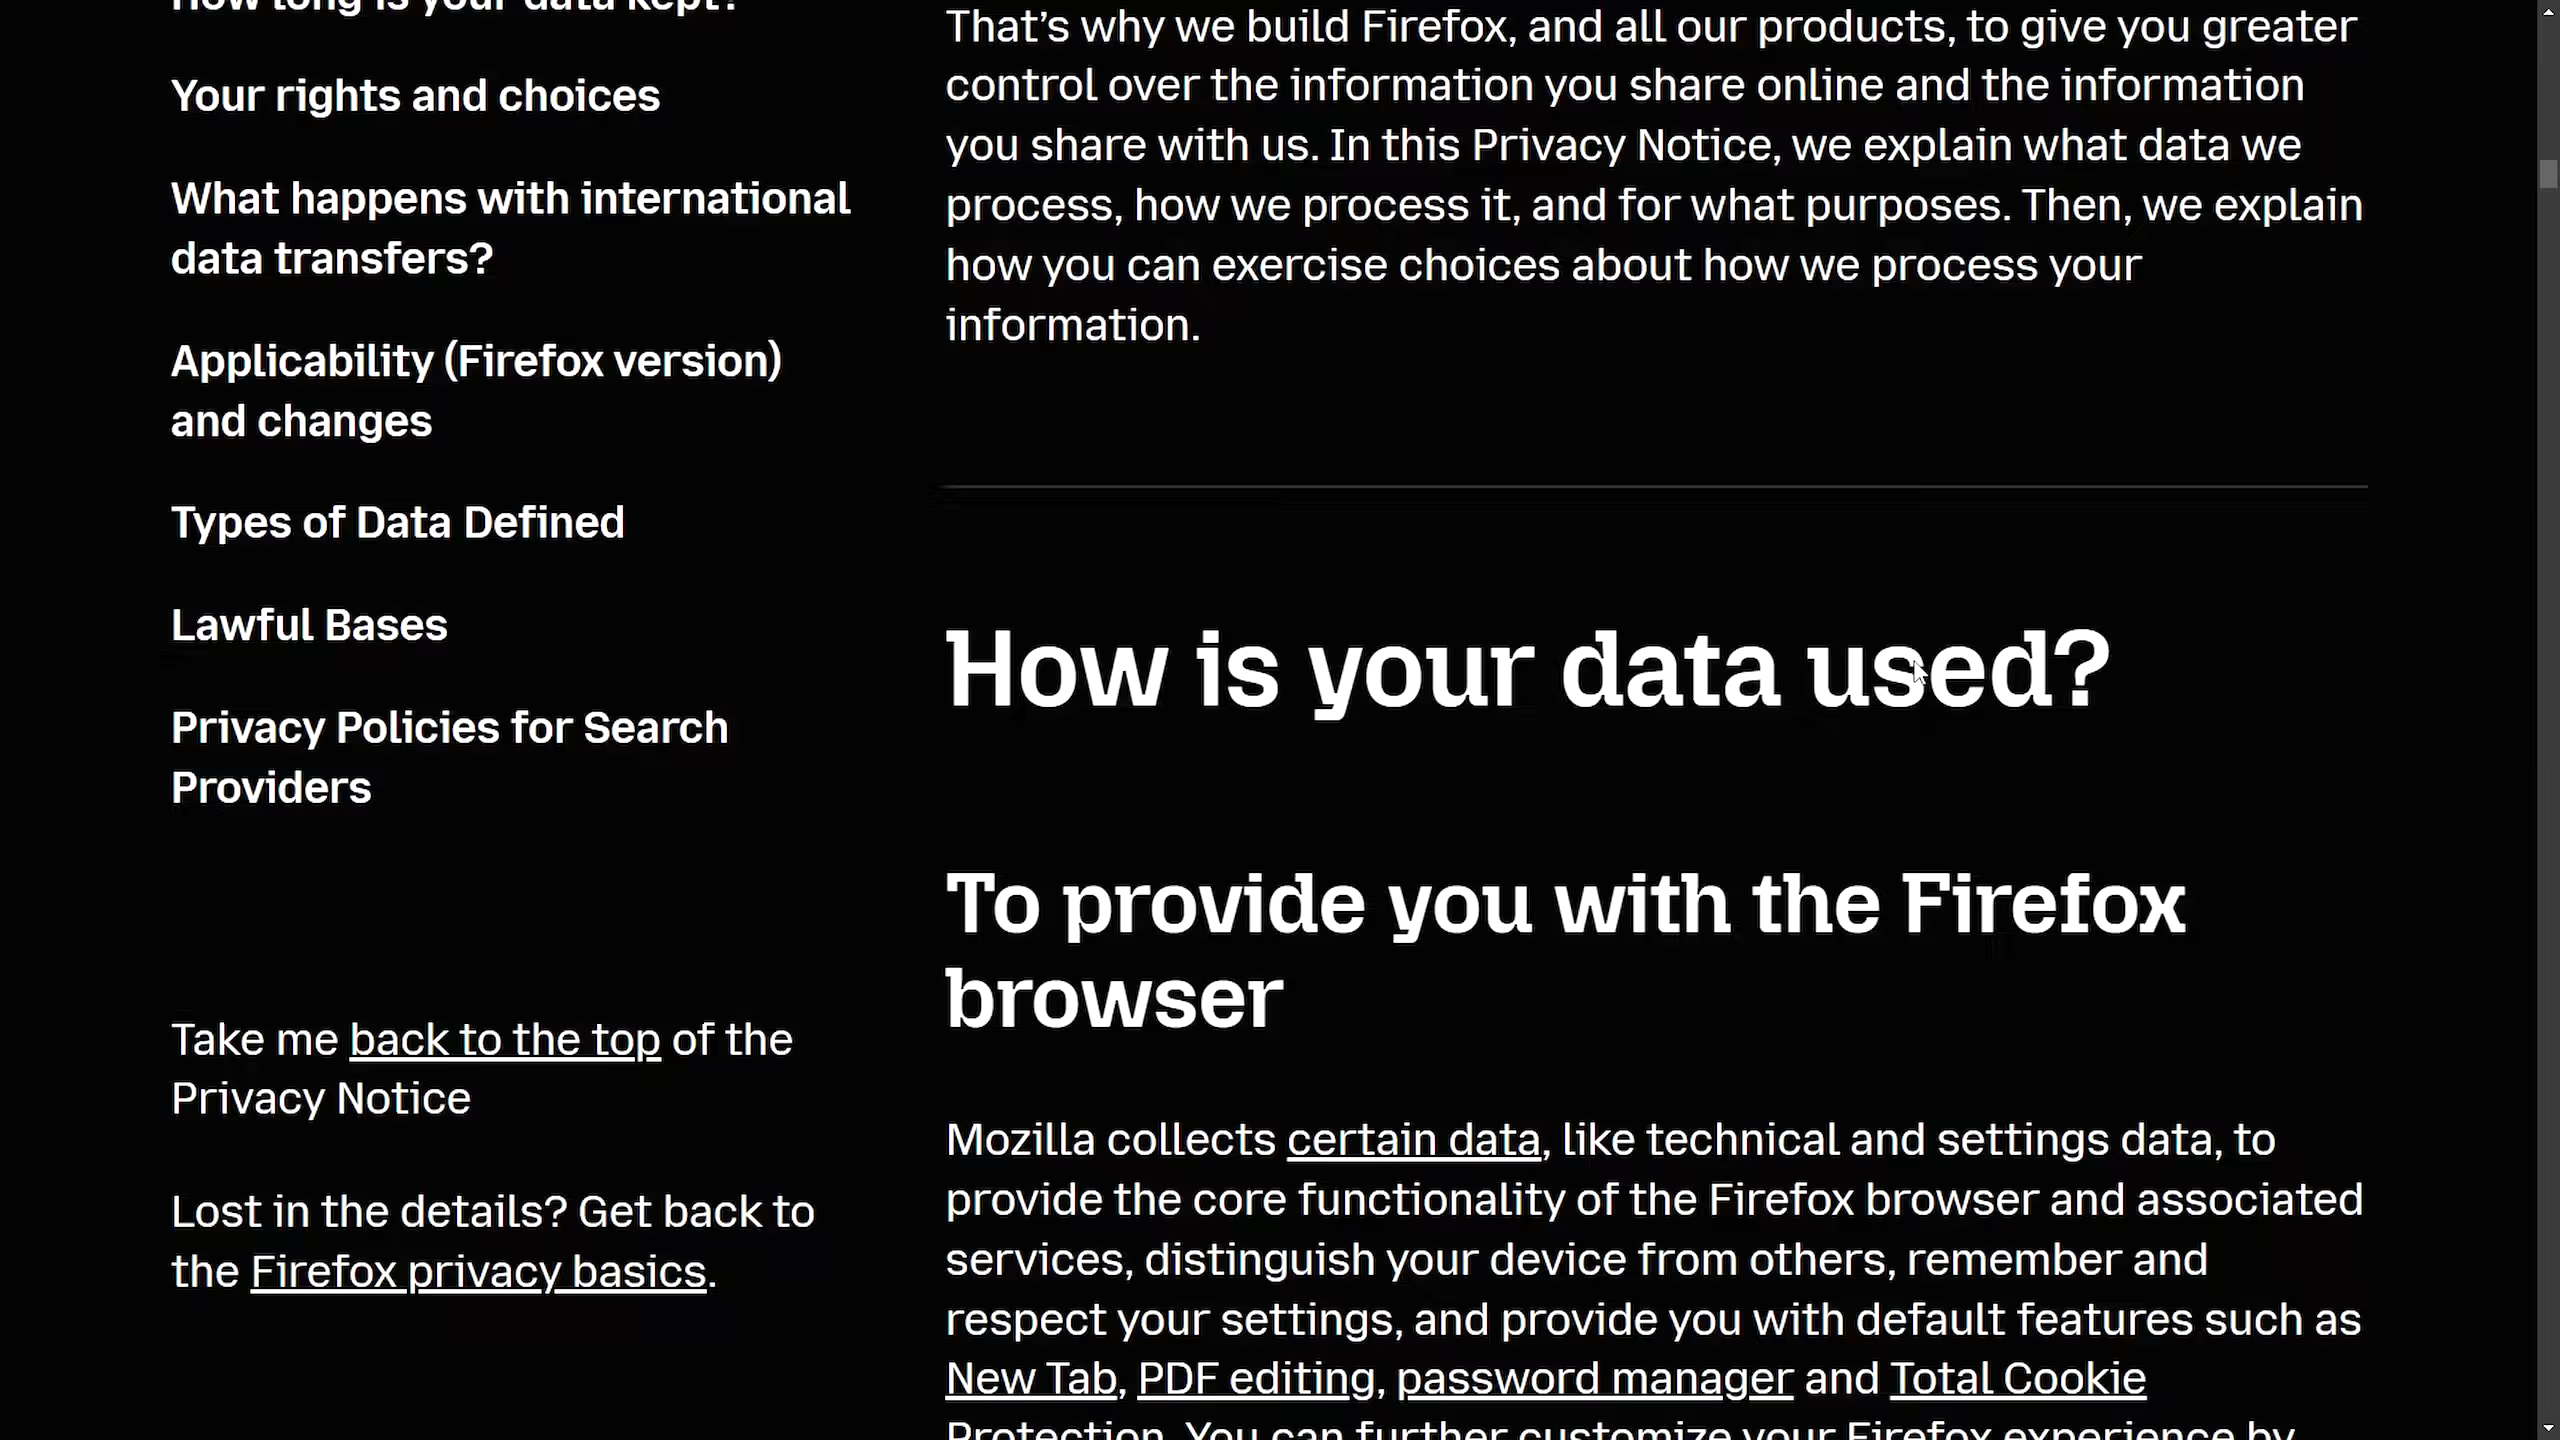 How long is your data kept?
Your rights and choices
What happens with international
data transfers?
Applicability (Firefox version)
and changes
Types of Data Defined
Lawful Bases
Privacy Policies for Search
Providers
Take me back to the top of the
Privacy Notice
Lost in the details? Get back to
the Firefox privacy basics.
That’s why we build Firefox, and all our products, to give you greater
control over the information you share online and the information
you share with us. In this Privacy Notice, we explain what data we
process, how we process it, and for what purposes. Then, we explain
how you can exercise choices about how we process your
information.
How is your data used?
To provide you with the Firefox
browser
Mozilla collects certain data, like technical and settings data, to
provide the core functionality of the Firefox browser and associated
services, distinguish your device from others, remember and
respect your settings, and provide you with default features such as
New Tab, PDF editing, password manager and Total Cookie
Protection. You can further customize your Firefox experience by